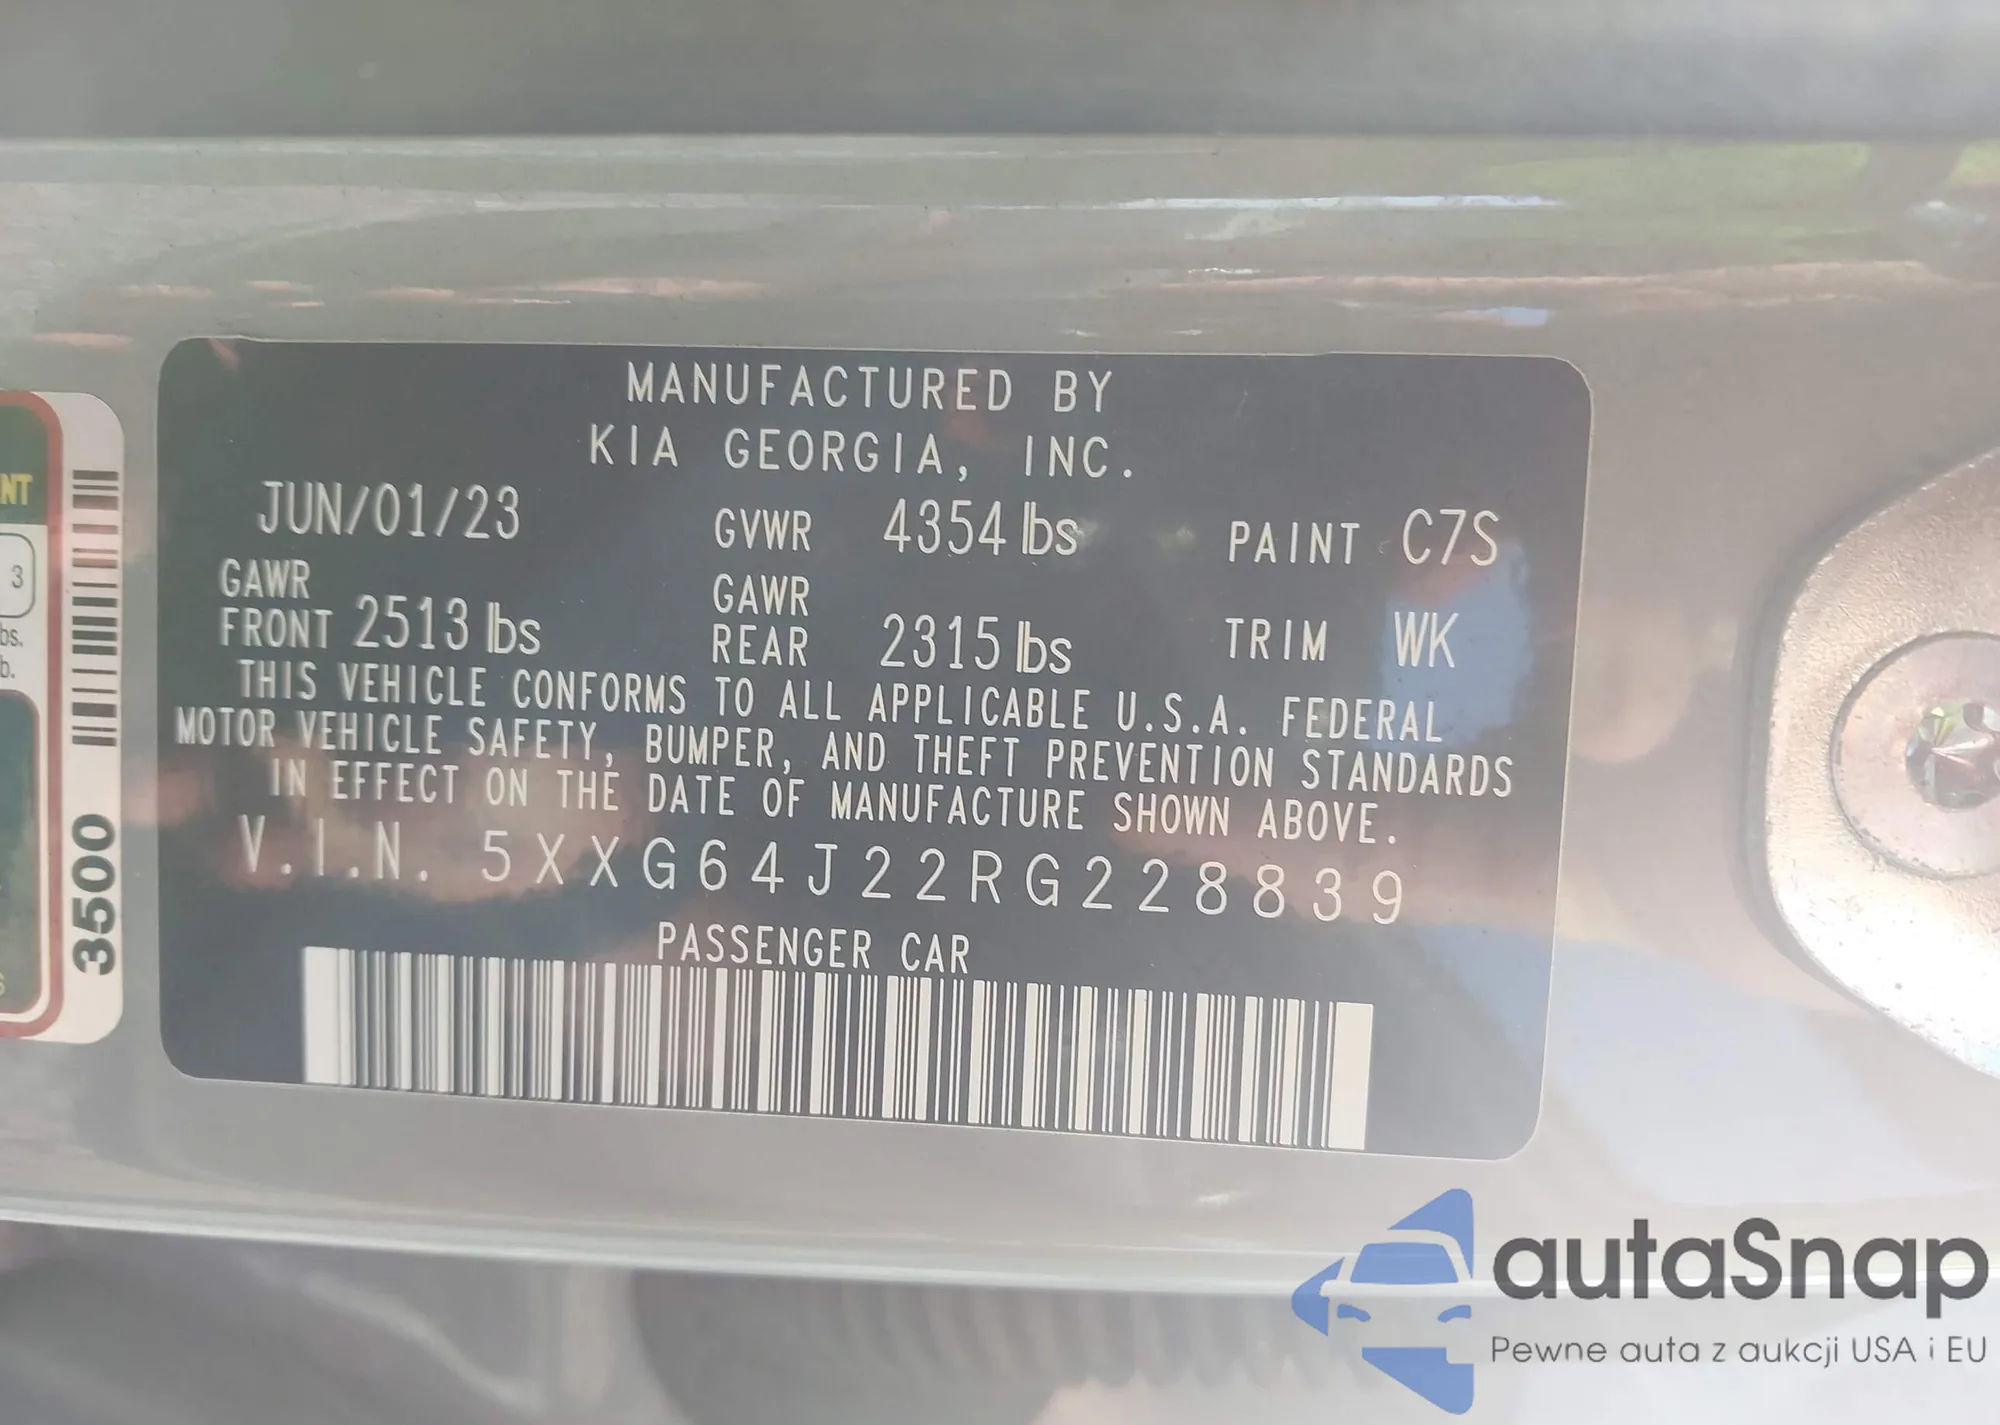 MANUFACTURED BY
KIA GEORGIA, INC.
JUN/01/23 GVWR 4354 lbs PAINT C7S
GAWR FRONT 2513 lbs GAWR REAR 2315 lbs TRIM WK
THIS VEHICLE CONFORMS TO ALL APPLICABLE U.S.A. FEDERAL
MOTOR VEHICLE SAFETY, BUMPER, AND THEFT PREVENTION STANDARDS
IN EFFECT ON THE DATE OF MANUFACTURE SHOWN ABOVE.
V.I.N. 5XXG64J22RG228839
PASSENGER CAR
NT
3
bs.
b.
3500
S
autaSnap
Pewne auta z aukcji USA i EU